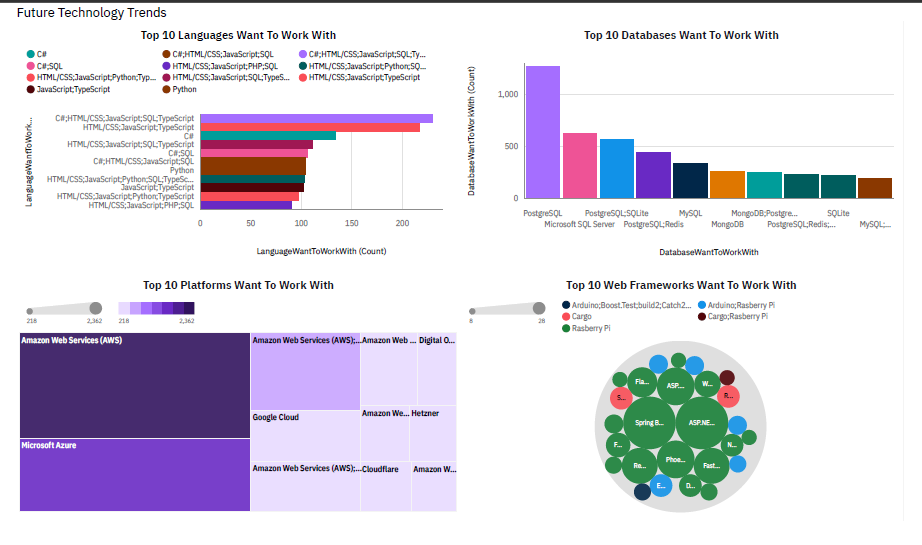 Future Technology Trends
Top 10 Languages Want To Work With
C#
C#;HTML/CSS;JavaScript;SQL
C#;HTML/CSS;JavaScript;SQL;Ty...
C#;SQL
HTML/CSS;JavaScript;PHP;SQL
HTML/CSS;JavaScript;Python;SQ...
HTML/CSS;JavaScript;Python;Typ...
HTML/CSS;JavaScript;SQL;TypeS...
HTML/CSS;JavaScript;TypeScript
JavaScript;TypeScript
Python
LanguageWantToWork...
C#;HTML/CSS;JavaScript;SQL;TypeScript
HTML/CSS;JavaScript;TypeScript
C#
HTML/CSS;JavaScript;SQL;TypeScript
C#;SQL
C#;HTML/CSS;JavaScript;SQL
Python
HTML/CSS;JavaScript;Python;SQL;TypeSc...
JavaScript;TypeScript
HTML/CSS;JavaScript;Python;TypeScript
HTML/CSS;JavaScript;PHP;SQL
0 50 100 150 200
LanguageWantToWorkWith (Count)
Top 10 Databases Want To Work With
DatabaseWantToWorkWith (Count)
1,000
500
0
PostgreSQL PostgreSQL;SQLite MySQL MongoDB;Postgre... SQLite
Microsoft SQL Server PostgreSQL;Redis MongoDB PostgreSQL;Redis;... MySQL;...
DatabaseWantToWorkWith
Top 10 Platforms Want To Work With
218 2,362
218 2,362
Amazon Web Services (AWS)
Microsoft Azure
Amazon Web Services (AWS);...
Google Cloud
Amazon Web Services (AWS);...
Amazon Web ...
Digital O...
Amazon We...
Hetzner
Cloudflare
Amazon W...
Top 10 Web Frameworks Want To Work With
8 28
Arduino;Boost.Test;build2;Catch2...
Arduino;Rasberry Pi
Cargo
Cargo;Rasberry Pi
Rasberry Pi
Fla...
ASP....
W...
S...
R...
Spring B...
ASP.NE...
F...
N...
Re...
Phoe...
Fast...
E...
D...